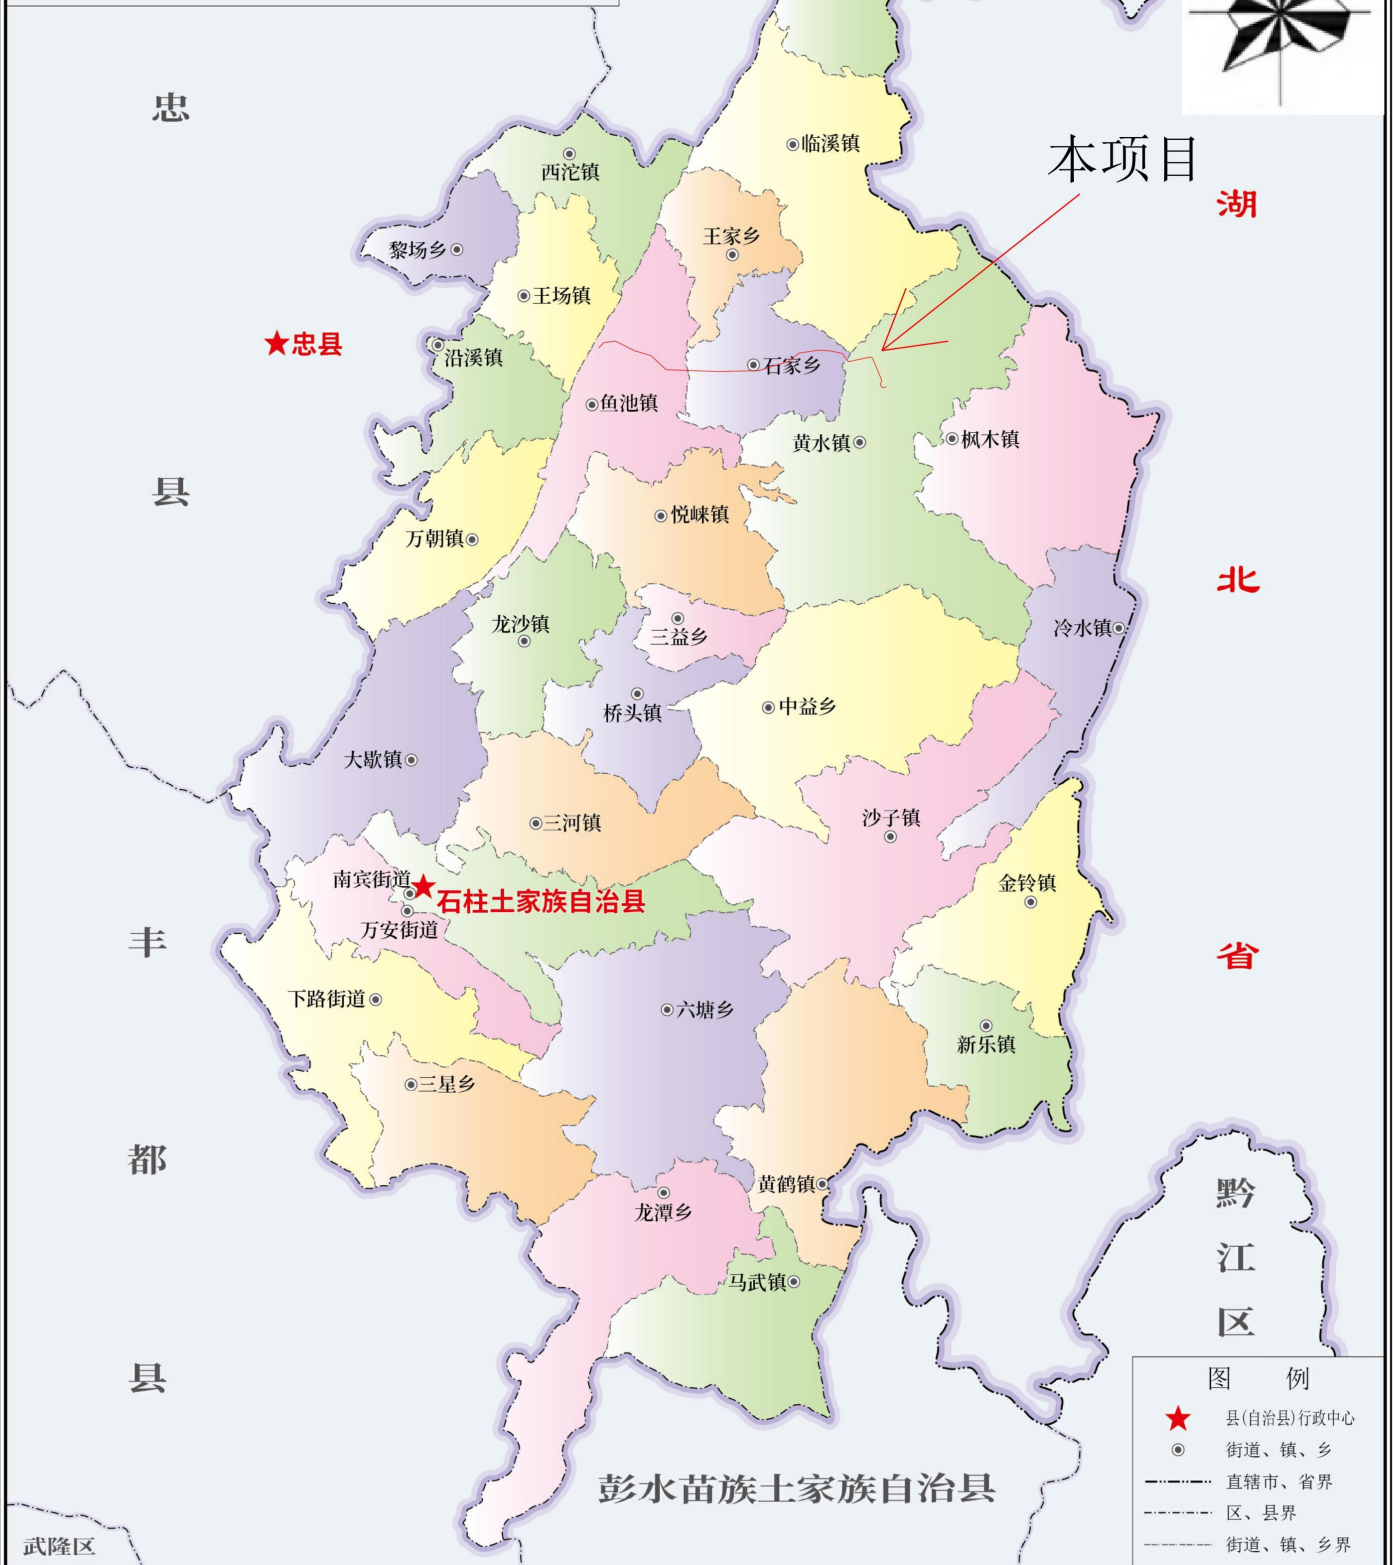 忠
临溪镇
本项目
西沱镇
湖
王家乡
黎场乡
王场镇
忠县
沿溪镇
石家乡
鱼池镇
黄水镇
枫木镇
县
悦崃镇
万朝镇
北
龙沙镇
三益乡
冷水镇
桥头镇
中益乡
大歇镇
沙子镇
三河镇
南宾街道
金铃镇
石柱土家族自治县
万安街道
丰
省
下路街道
六塘乡
新乐镇
三星乡
都
黄鹤镇
黔
龙潭乡
江
马武镇
区
县
图 例
县(自治县)行政中心
街道、镇、乡
直辖市、省界
区、县界
街道、镇、乡界
彭水苗族土家族自治县
武隆区